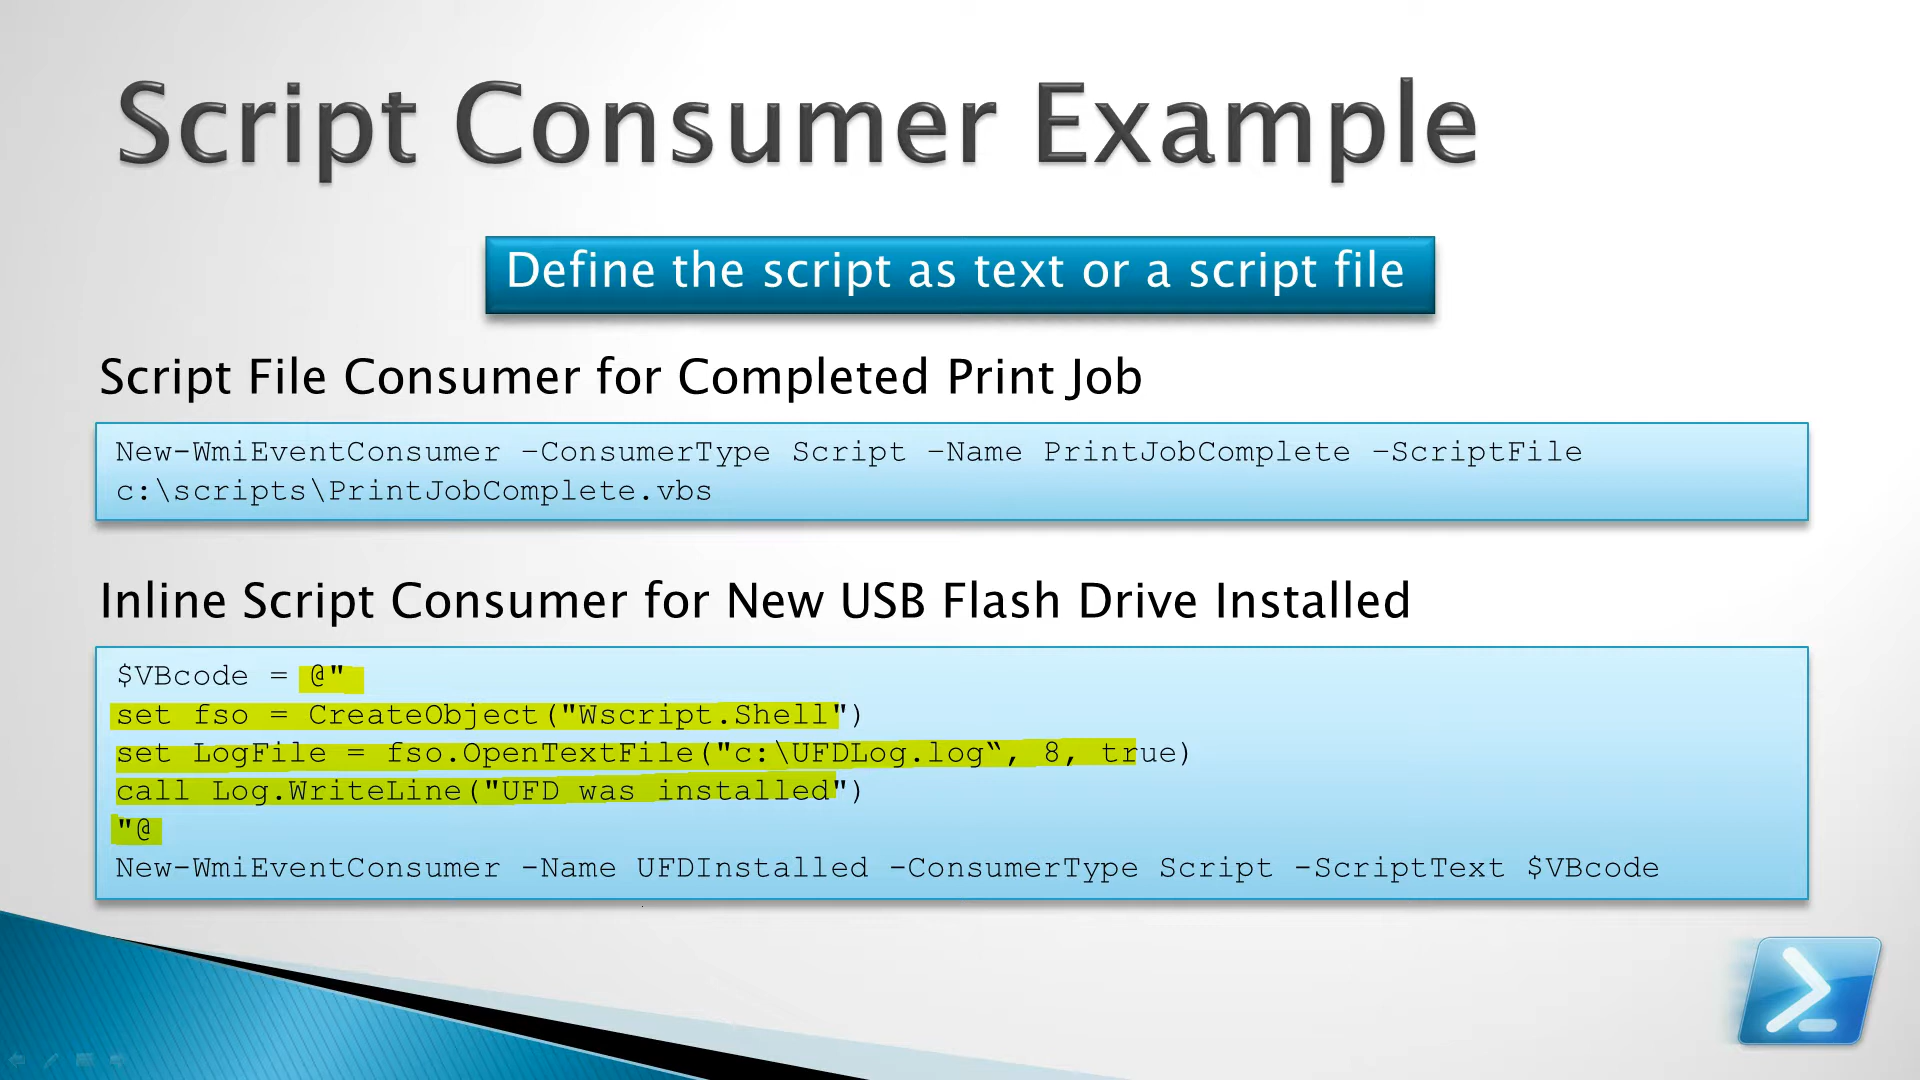 Script Consumer Example
Define the script as text or a script file
Script File Consumer for Completed Print Job
New-WmiEventConsumer –ConsumerType Script –Name PrintJobComplete –ScriptFile
c:\scripts\PrintJobComplete.vbs
Inline Script Consumer for New USB Flash Drive Installed
$VBcode = @"
set fso = CreateObject("Wscript.Shell")
set LogFile = fso.OpenTextFile("c:\UFDLog.log“, 8, true)
call Log.WriteLine("UFD was installed")
"@
New-WmiEventConsumer -Name UFDInstalled -ConsumerType Script -ScriptText $VBcode